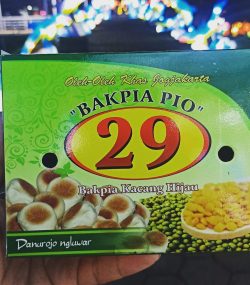 Oleh-Oleh Khas Jogjakarta
"BAKPIA PIO"
29
Bakpia Kacang Hijau
Danurojo ngluwar